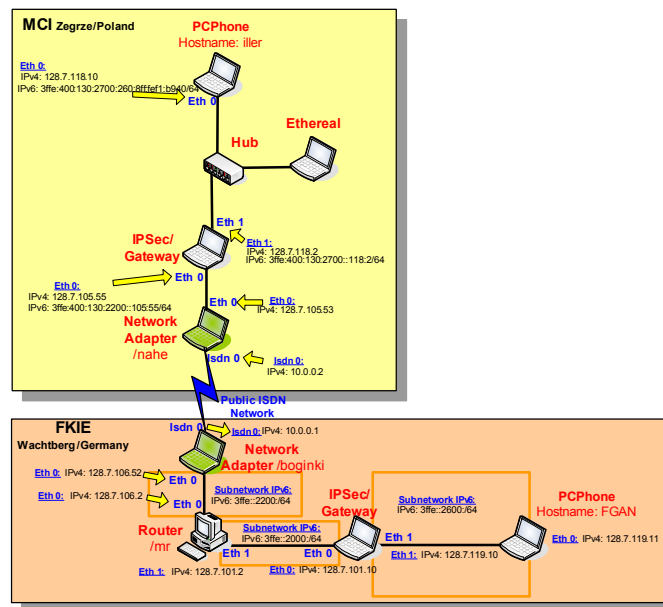 MCI Zegrze/Poland
PCPhone
Hostname: iller
Eth 0:
IPv4: 128.7.118.10
IPv6: 3ffe:400:130:2700:260:8ff:fef1:b940/64
Eth 0
Ethereal
Hub
Eth 1
IPSec/
Gateway
Eth 1:
IPv4: 128.7.118.2
IPv6: 3ffe:400:130:2700::118:2/64
Eth 0
Eth 0:
IPv4: 128.7.105.55
IPv6: 3ffe:400:130:2200::105:55/64
Eth 0
Eth 0:
IPv4: 128.7.105.53
Network
Adapter
/nahe
Isdn 0
Isdn 0:
IPv4: 10.0.0.2
Public ISDN
Network
FKIE
Wachtberg/Germany
Isdn 0
Isdn 0: IPv4: 10.0.0.1
Network
Adapter /boginki
Eth 0: IPv4: 128.7.106.52
Eth 0
Eth 0: IPv4: 128.7.106.2
Eth 0
Subnetwork IPv6:
IPv6: 3ffe::2200:/64
IPSec/
Gateway
Subnetwork IPv6:
IPv6: 3ffe::2600:/64
PCPhone
Hostname: FGAN
Router
/mr
Subnetwork IPv6:
IPv6: 3ffe::2000:/64
Eth 1
Eth 0
Eth 1
Eth 1: IPv4: 128.7.119.10
Eth 0: IPv4: 128.7.119.11
Eth 1: IPv4: 128.7.101.2
Eth 0: IPv4: 128.7.101.10